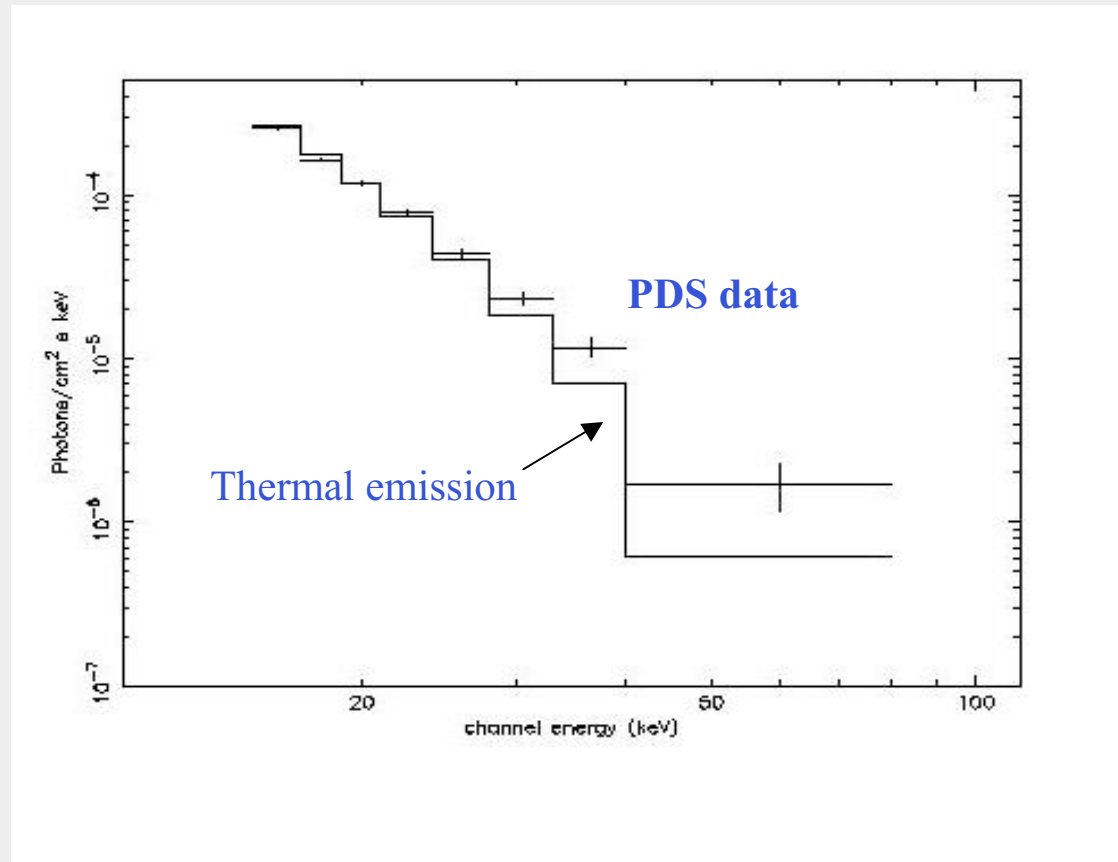 10⁻⁴
10⁻⁵
10⁻⁶
10⁻⁷
Photons/cm² s keV
PDS data
Thermal emission
20
50
100
channel energy (keV)